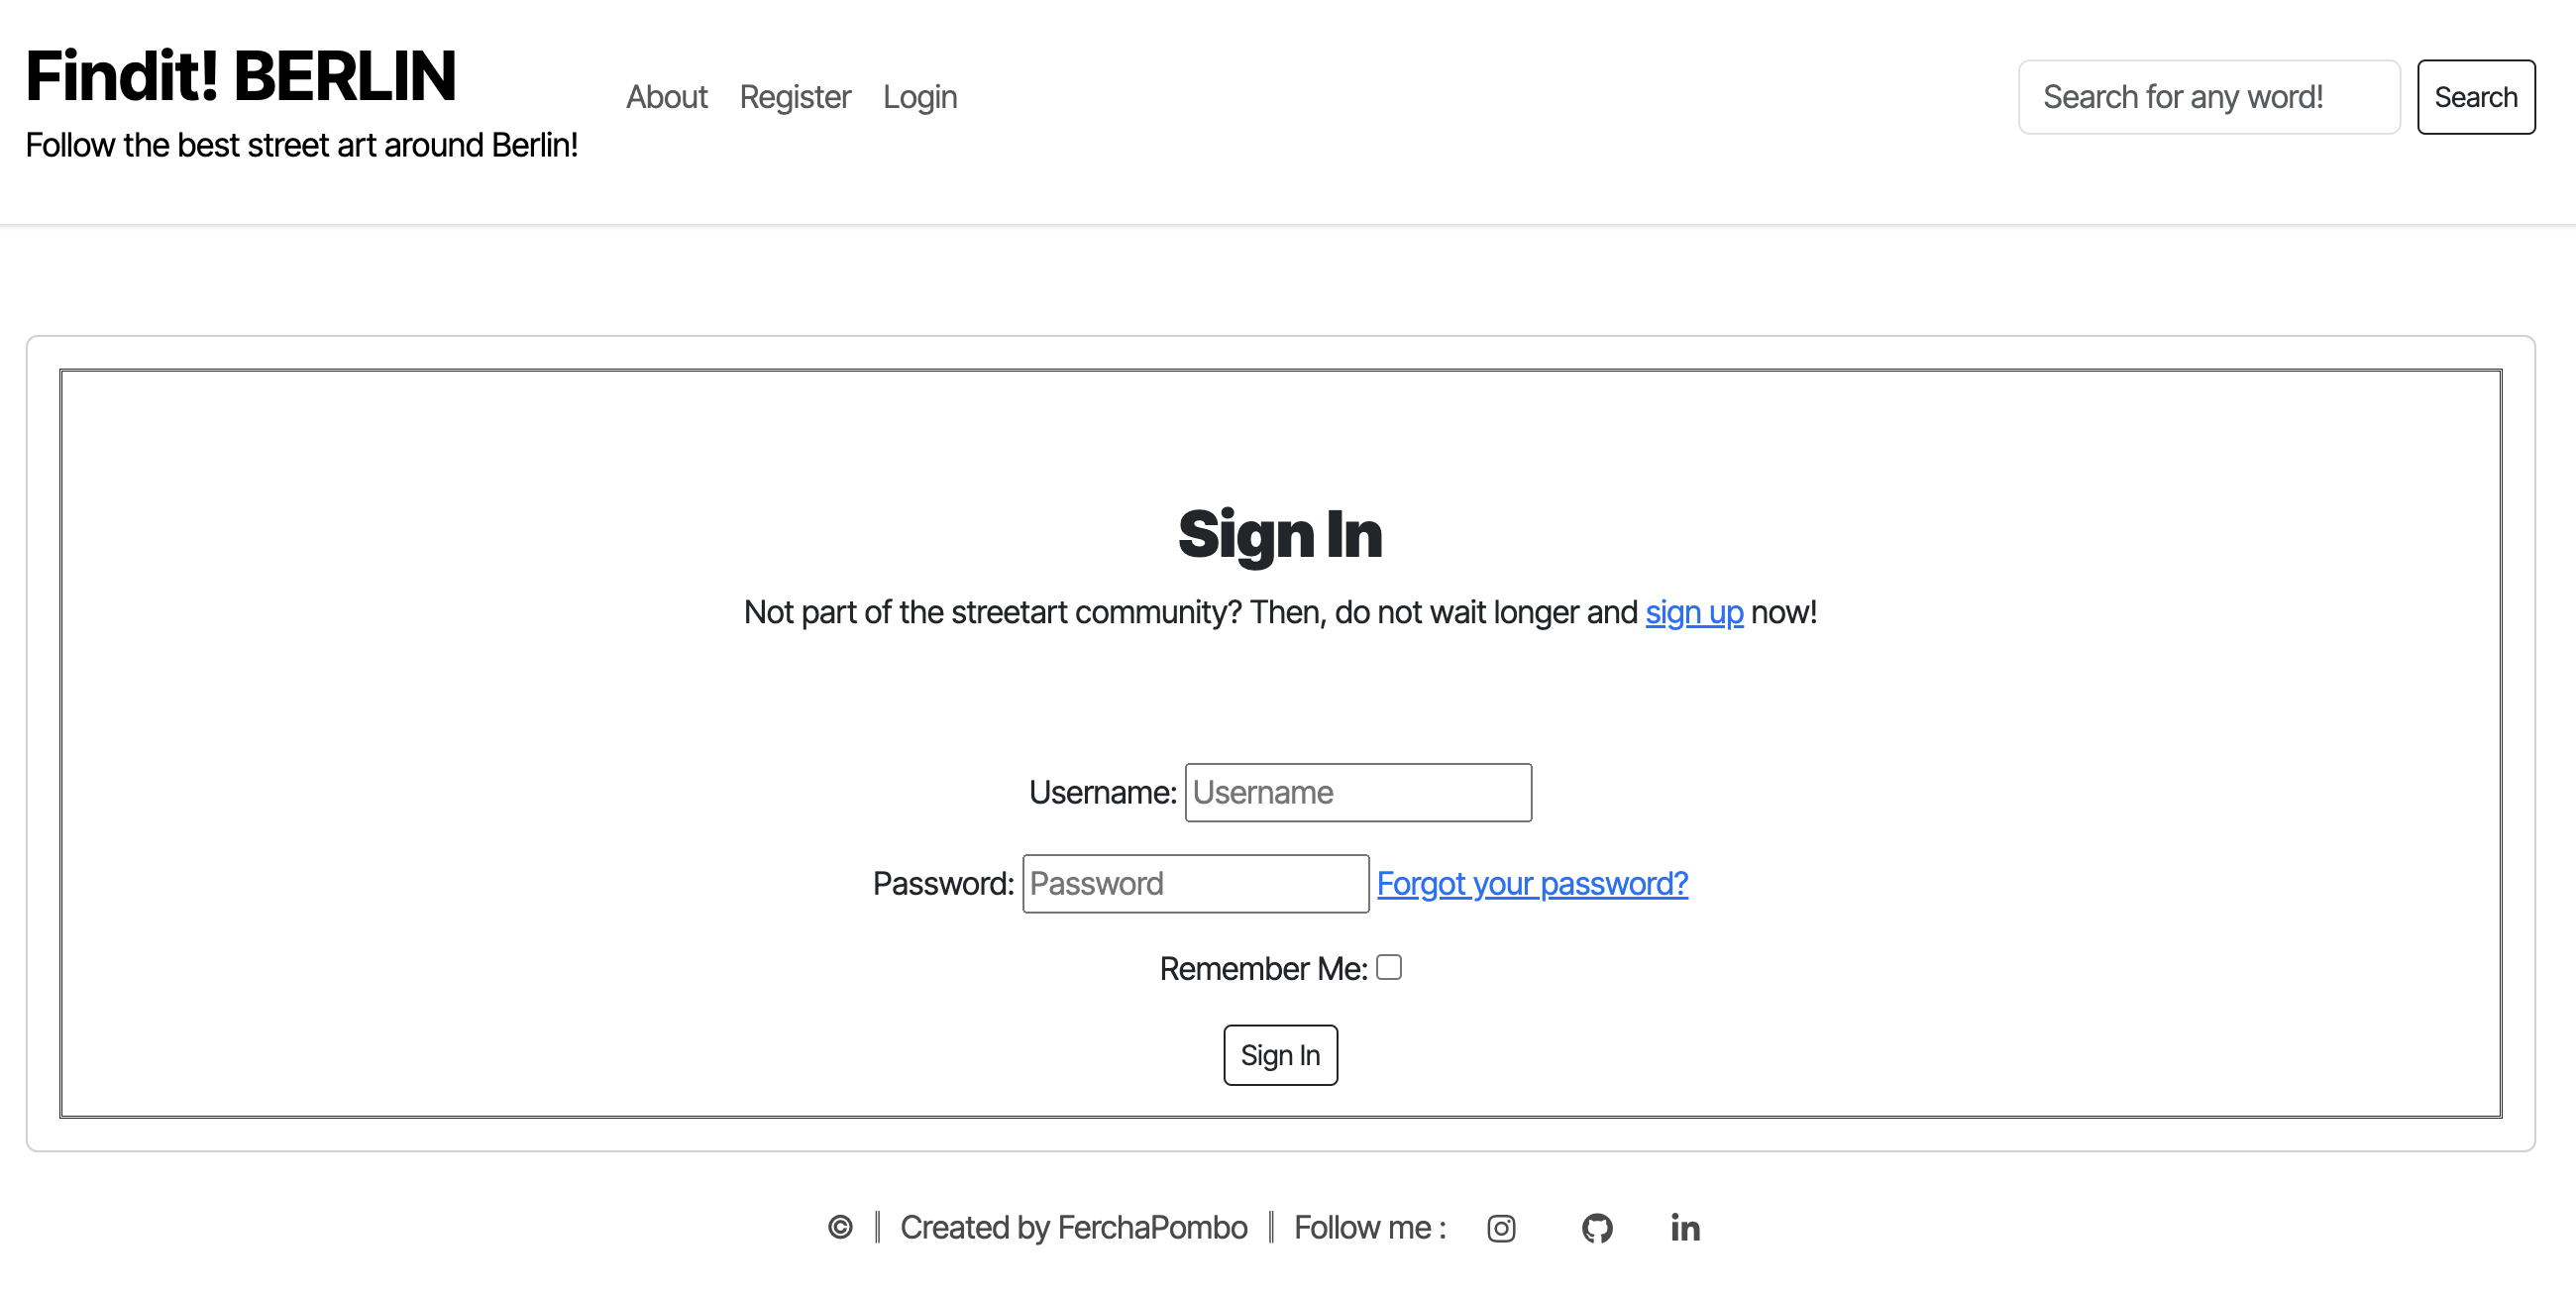 Findit! BERLIN
Follow the best street art around Berlin!
About Register Login
Search for any word! Search
Sign In
Not part of the streetart community? Then, do not wait longer and sign up now!
Username: Username
Password: Password Forgot your password?
Remember Me:
Sign In
© || Created by FerchaPombo || Follow me :